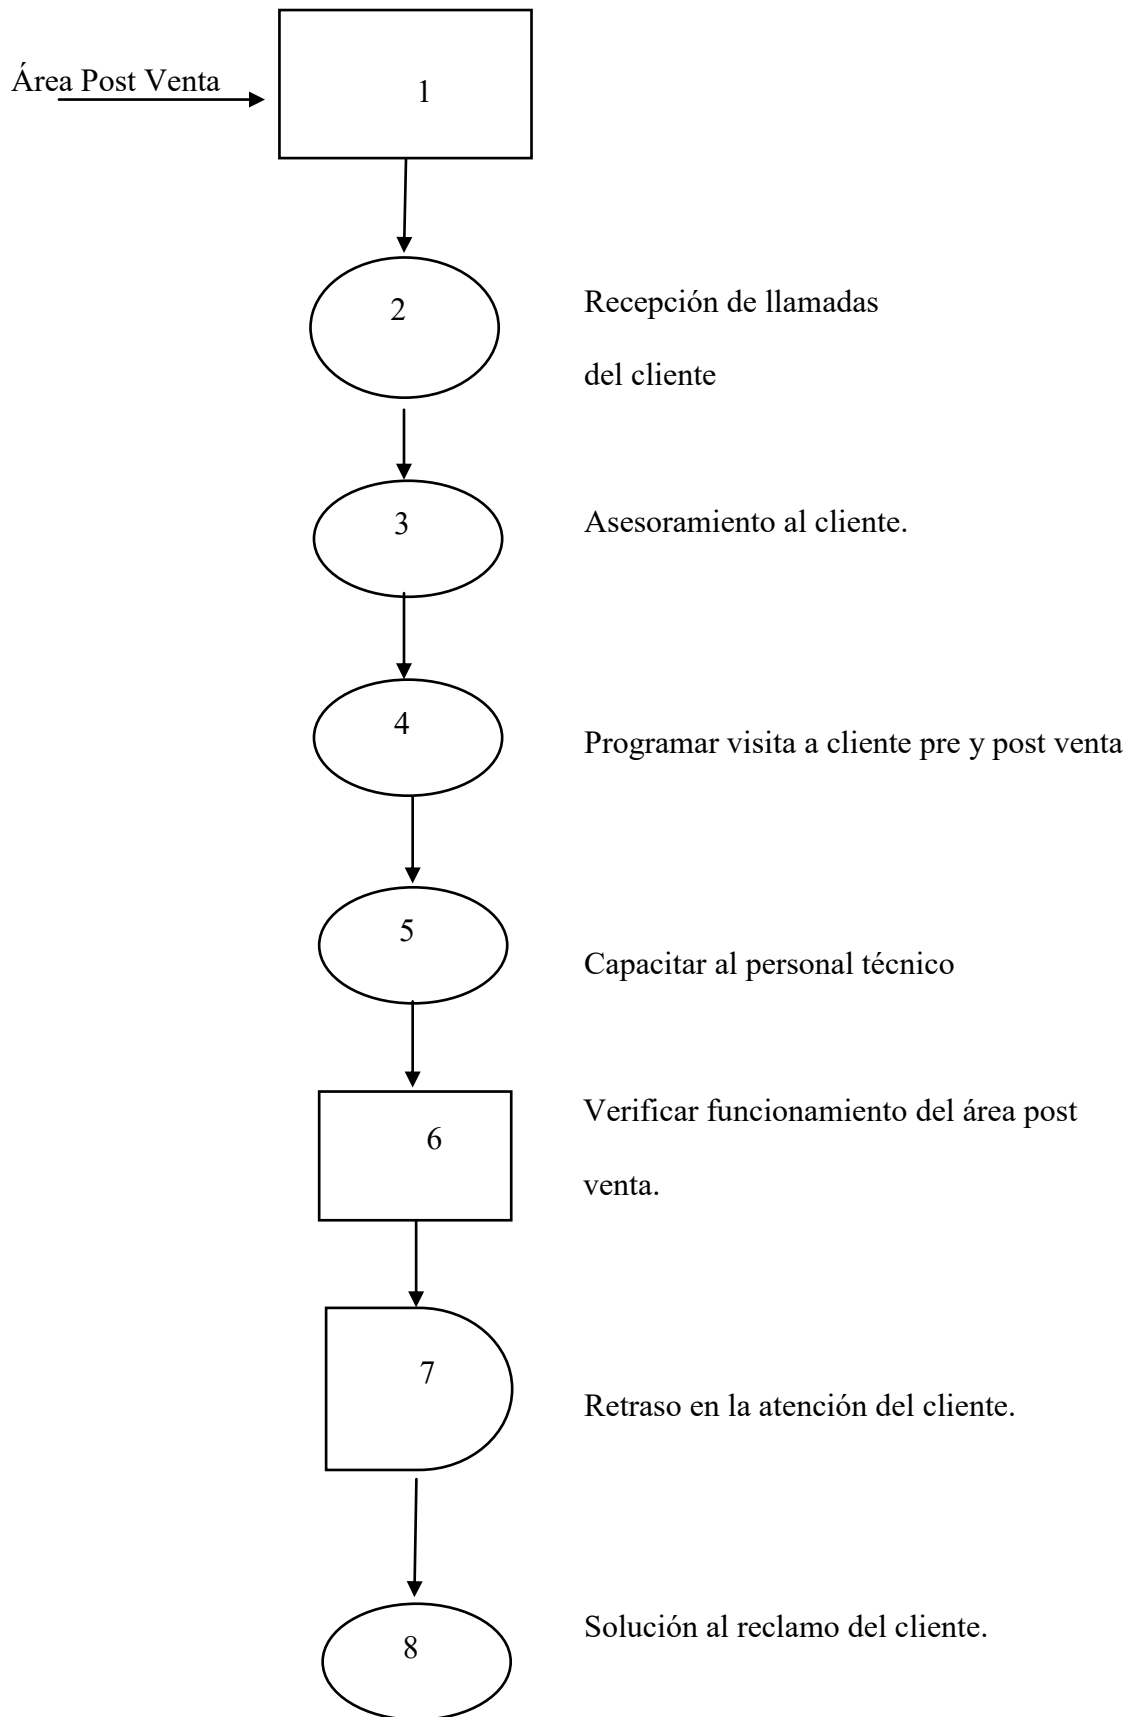 Área Post Venta
1
2
Recepción de llamadas
del cliente
3
Asesoramiento al cliente.
4
Programar visita a cliente pre y post venta
5
Capacitar al personal técnico
6
Verificar funcionamiento del área post
venta.
7
Retraso en la atención del cliente.
8
Solución al reclamo del cliente.